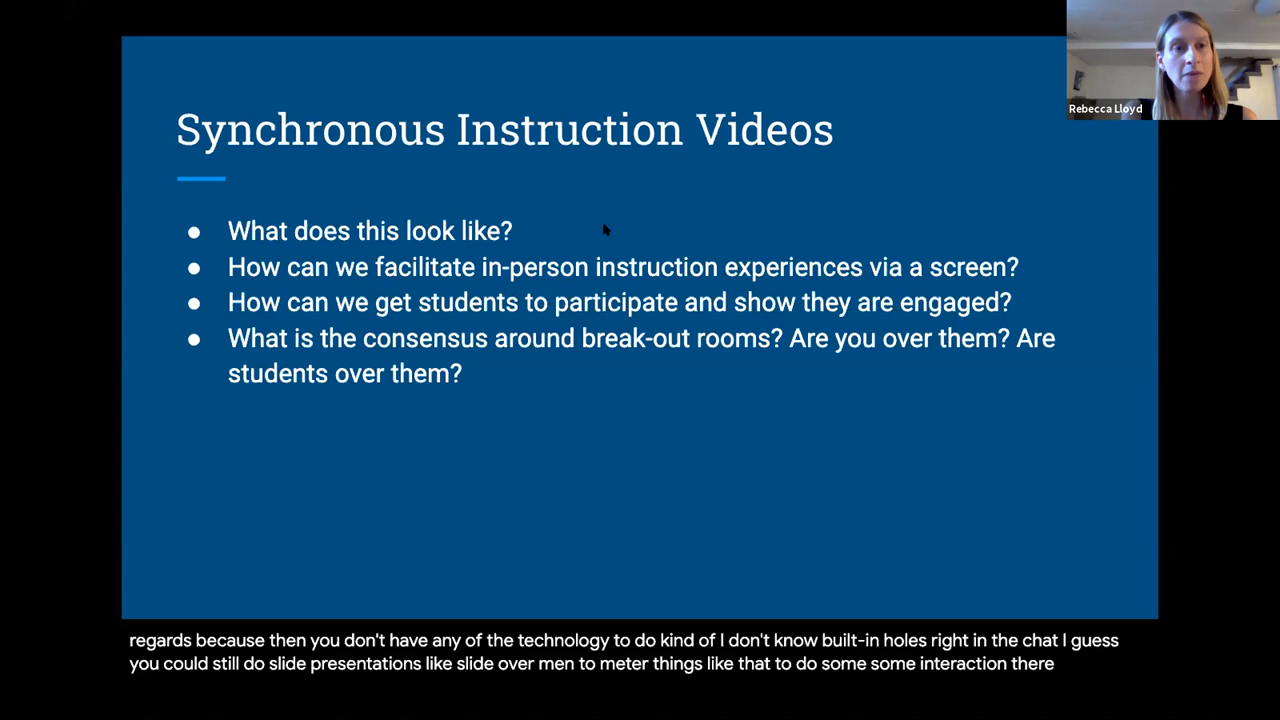 Rebecca Lloyd
Synchronous Instruction Videos
● What does this look like?
● How can we facilitate in-person instruction experiences via a screen?
● How can we get students to participate and show they are engaged?
● What is the consensus around break-out rooms? Are you over them? Are
students over them?
regards because then you don't have any of the technology to do kind of I don't know built-in holes right in the chat I guess
you could still do slide presentations like slide over men to meter things like that to do some some interaction there